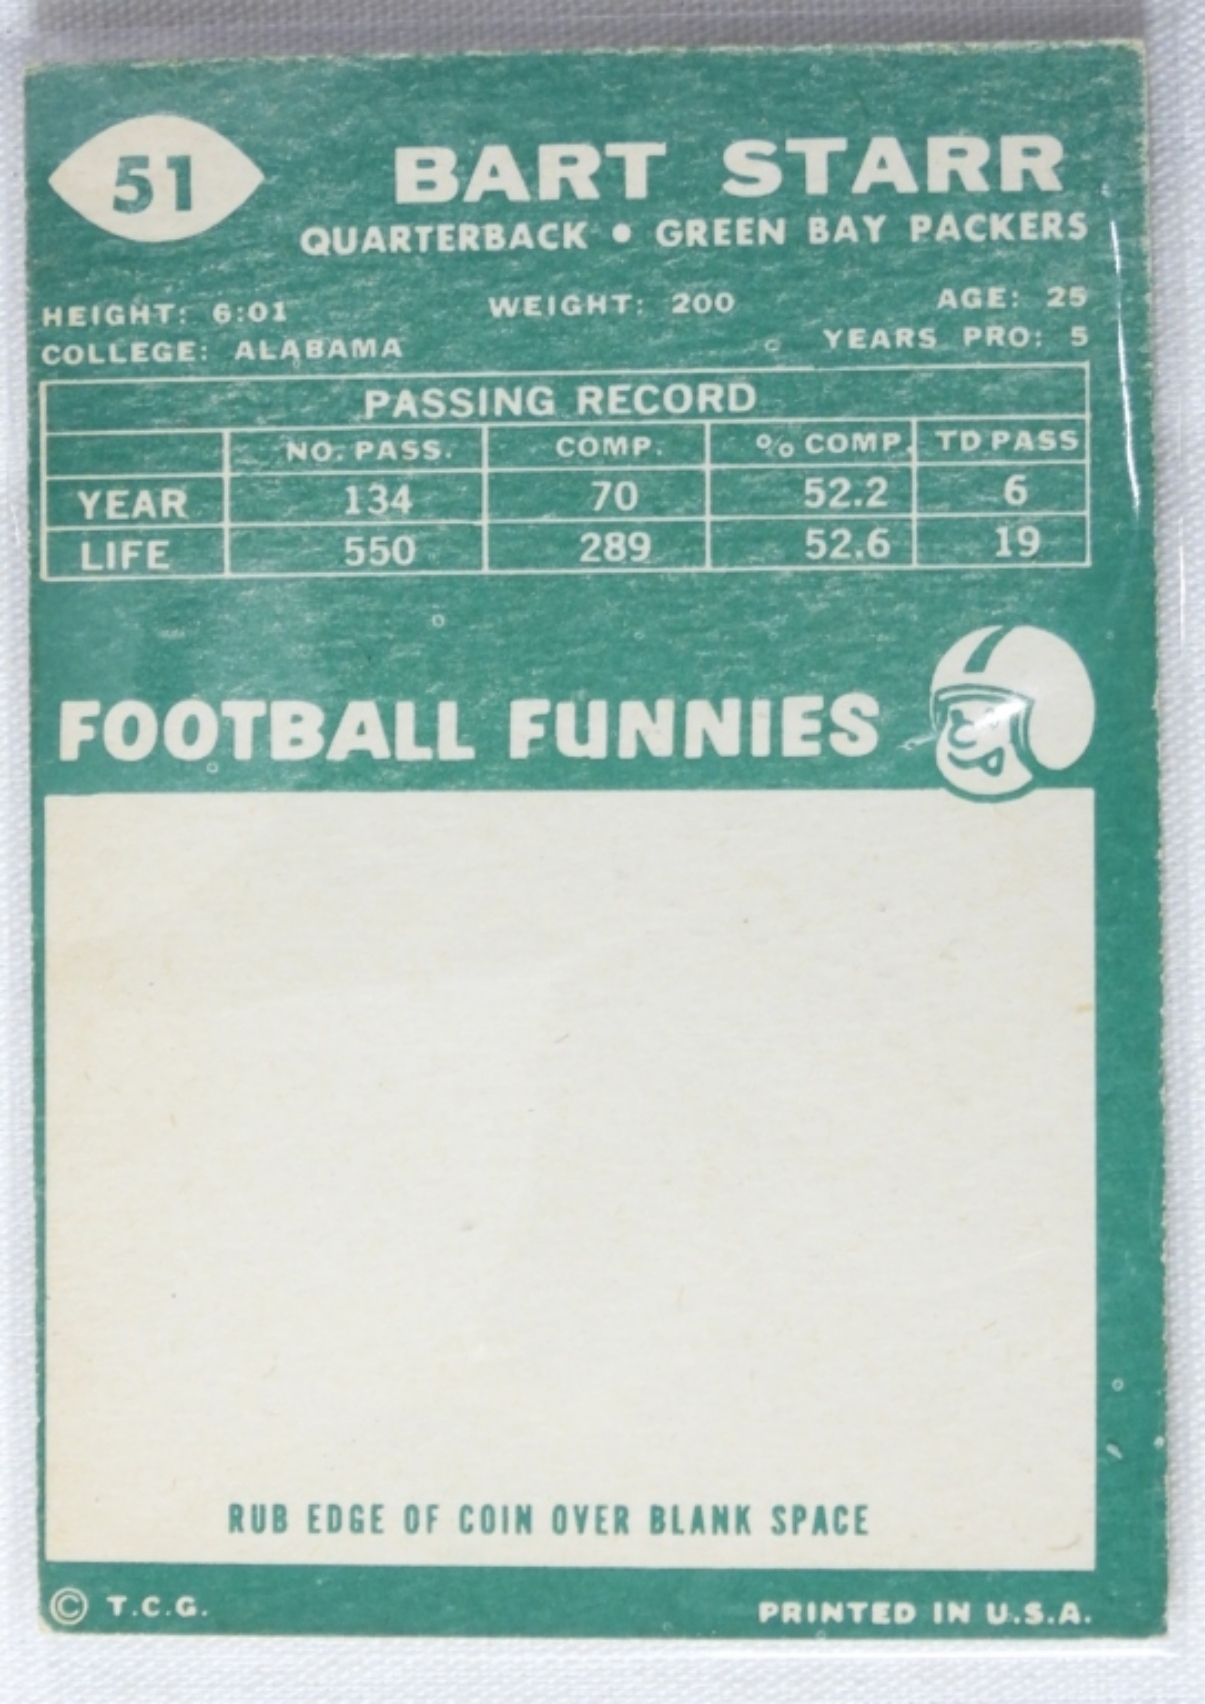 51
BART STARR
QUARTERBACK • GREEN BAY PACKERS
HEIGHT: 6:01 WEIGHT: 200 AGE: 25
COLLEGE: ALABAMA YEARS PRO: 5
PASSING RECORD
NO. PASS. COMP. % COMP. TD PASS
YEAR 134 70 52.2 6
LIFE 550 289 52.6 19
FOOTBALL FUNNIES
RUB EDGE OF COIN OVER BLANK SPACE
© T.C.G. PRINTED IN U.S.A.